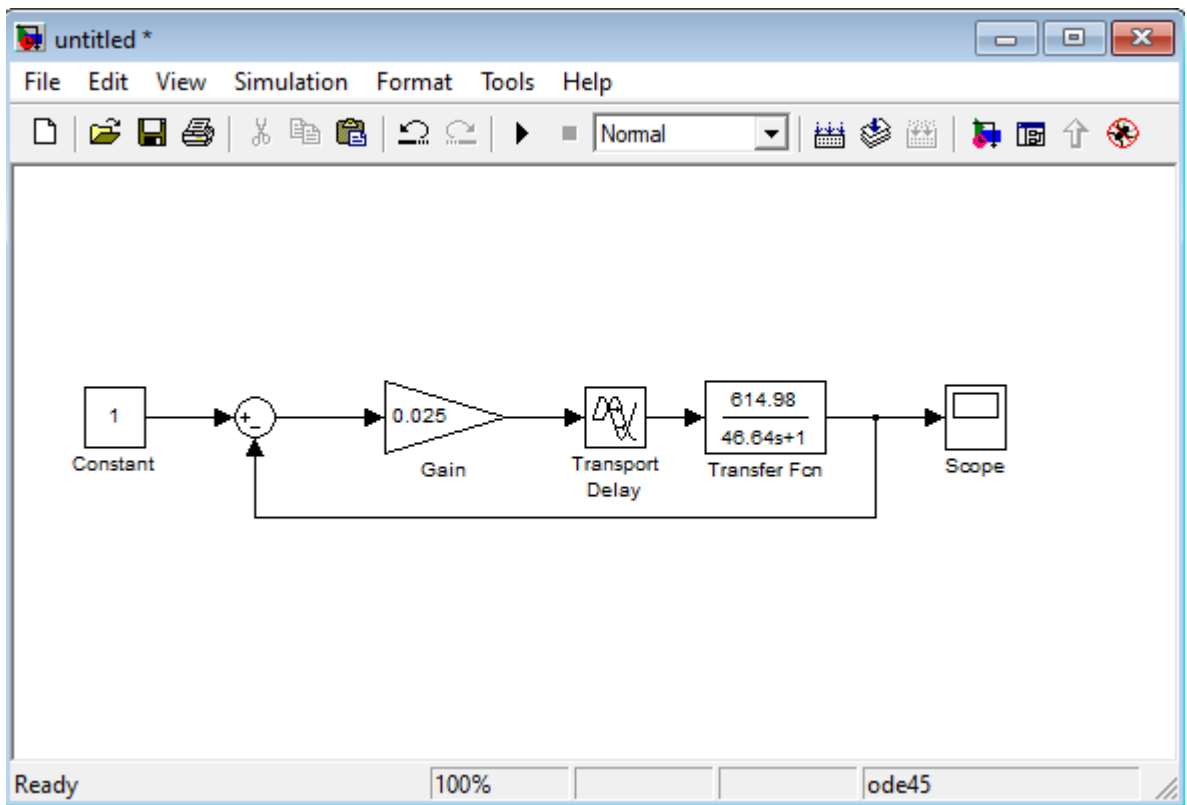 untitled *
File Edit View Simulation Format Tools Help
Normal
1
Constant
+
−
0.025
Gain
Transport
Delay
614.98
46.64s+1
Transfer Fcn
Scope
Ready 100% ode45